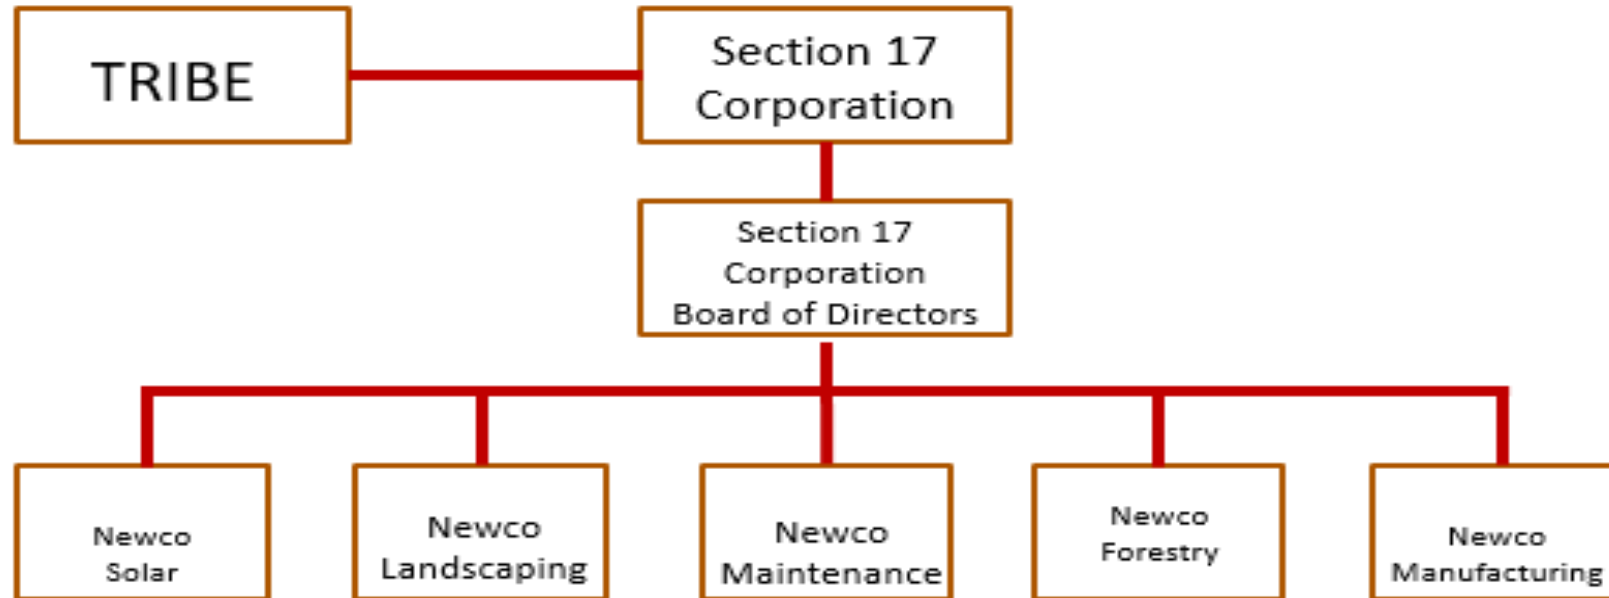 TRIBE
Section 17
Corporation
Section 17
Corporation
Board of Directors
Newco
Solar
Newco
Landscaping
Newco
Maintenance
Newco
Forestry
Newco
Manufacturing